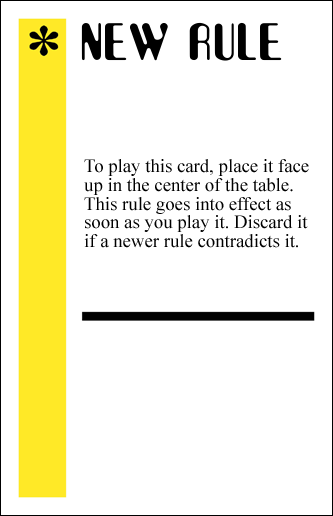 * NEW RULE
To play this card, place it face
up in the center of the table.
This rule goes into effect as
soon as you play it. Discard it
if a newer rule contradicts it.